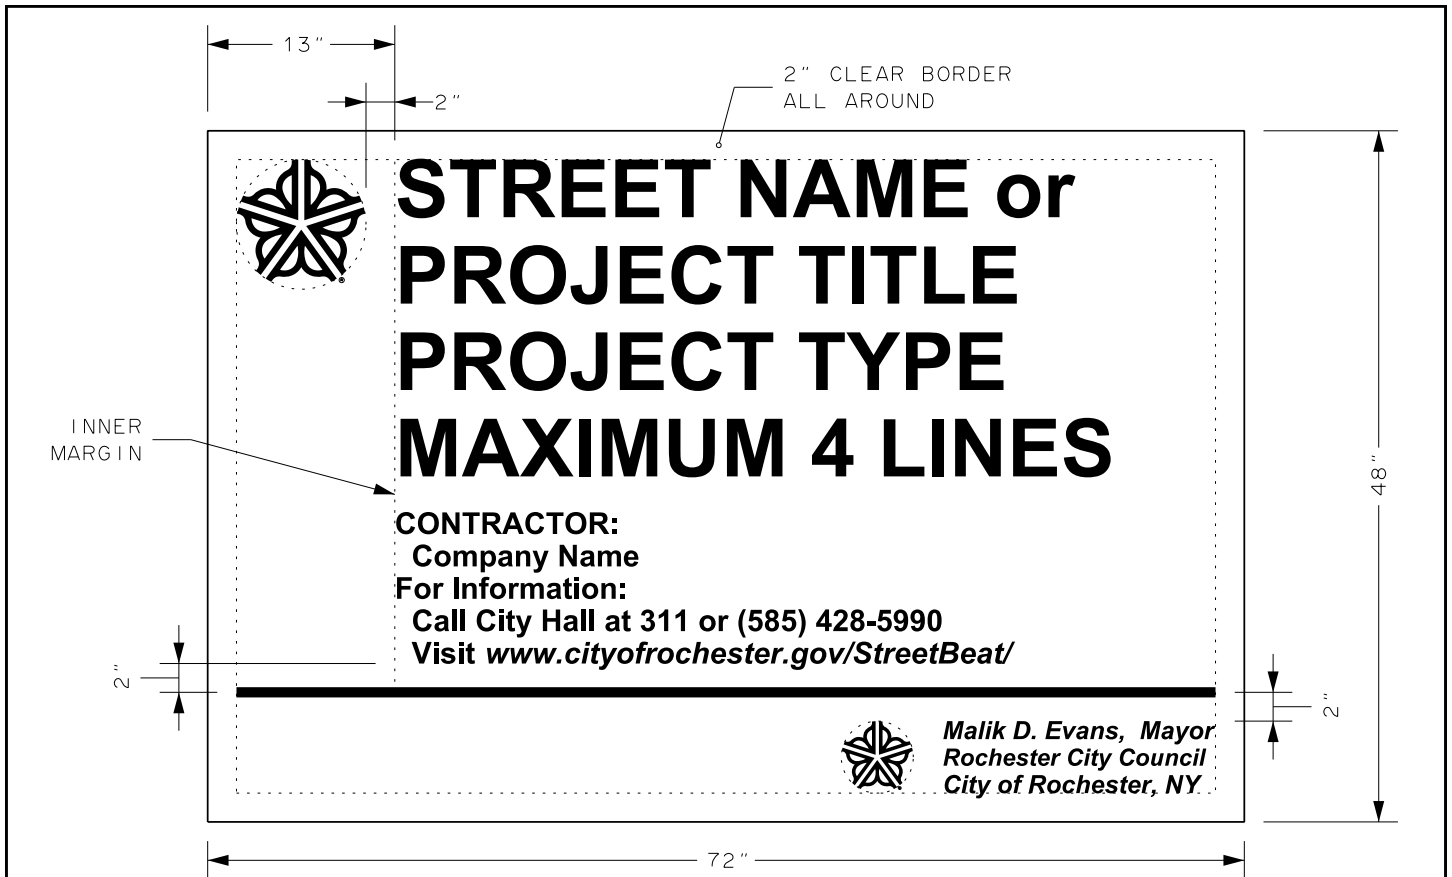 13"
2" CLEAR BORDER
ALL AROUND
2"
STREET NAME or
PROJECT TITLE
PROJECT TYPE
MAXIMUM 4 LINES
INNER
MARGIN
48"
CONTRACTOR:
Company Name
For Information:
Call City Hall at 311 or (585) 428-5990
Visit www.cityofrochester.gov/StreetBeat/
2"
2"
Malik D. Evans, Mayor
Rochester City Council
City of Rochester, NY
72"